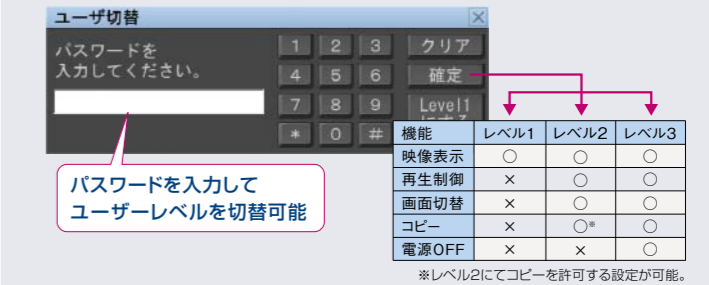 ユーザ切替
パスワードを
入力してください。
1 2 3 クリア
4 5 6 確定
7 8 9 Level1
* 0 #
パスワードを入力して
ユーザーレベルを切替可能
機能 レベル1 レベル2 レベル3
映像表示 ○ ○ ○
再生制御 × ○ ○
画面切替 × ○ ○
コピー × ○※ ○
電源OFF × × ○
※レベル2にてコピーを許可する設定が可能。